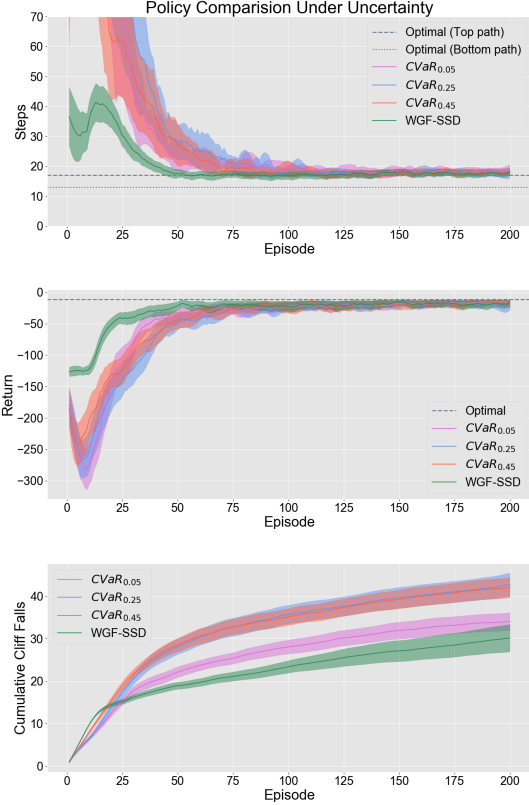 Policy Comparision Under Uncertainty
70
60
50
40
30
20
10
0
Steps
Optimal (Top path)
Optimal (Bottom path)
CVaR0.05
CVaR0.25
CVaR0.45
WGF-SSD
0 25 50 75 100 125 150 175 200
Episode
0
−50
−100
−150
−200
−250
−300
Return
Optimal
CVaR0.05
CVaR0.25
CVaR0.45
WGF-SSD
0 25 50 75 100 125 150 175 200
Episode
40
30
20
10
0
Cumulative Cliff Falls
CVaR0.05
CVaR0.25
CVaR0.45
WGF-SSD
0 25 50 75 100 125 150 175 200
Episode